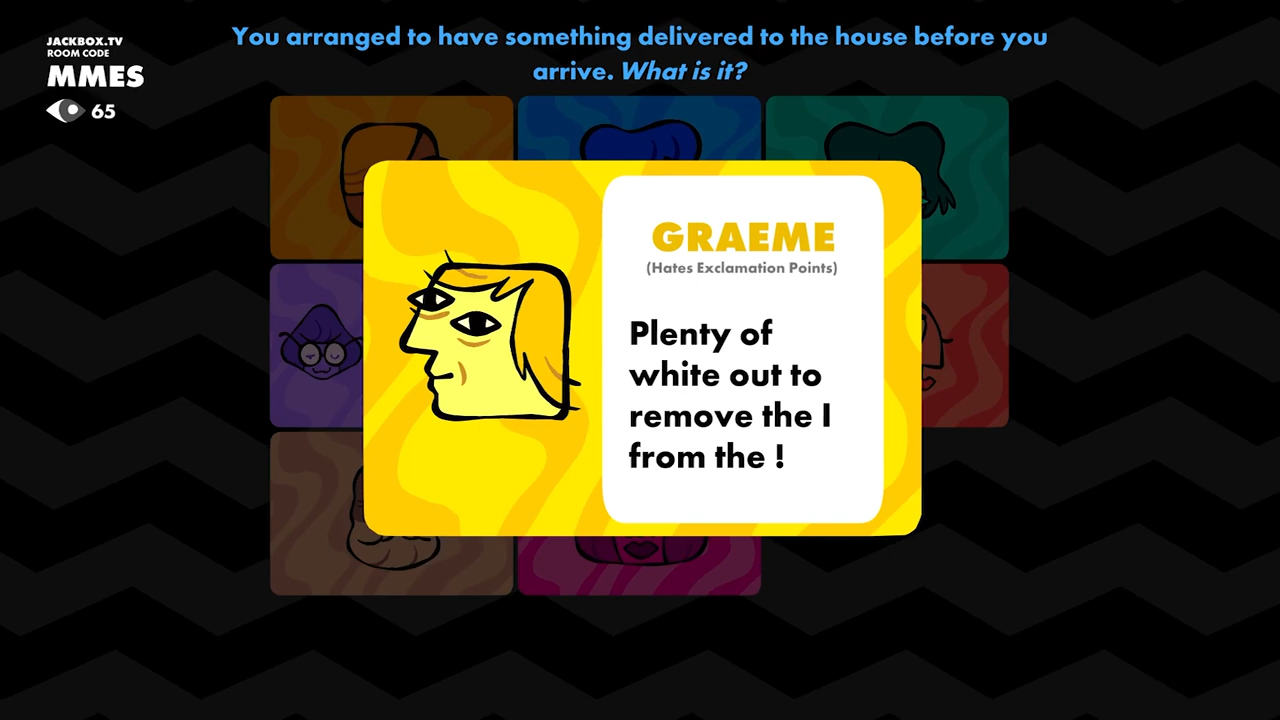 JACKBOX.TV
ROOM CODE
MMES
65
You arranged to have something delivered to the house before you
arrive. What is it?
GRAEME
(Hates Exclamation Points)
Plenty of
white out to
remove the I
from the !